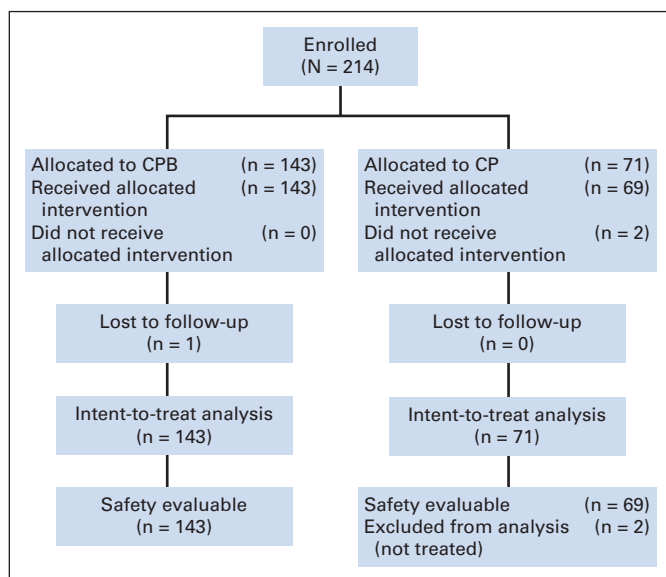 Enrolled
(N = 214)
Allocated to CPB (n = 143)
Received allocated (n = 143)
intervention
Did not receive (n = 0)
allocated intervention
Allocated to CP (n = 71)
Received allocated (n = 69)
intervention
Did not receive (n = 2)
allocated intervention
Lost to follow-up
(n = 1)
Lost to follow-up
(n = 0)
Intent-to-treat analysis
(n = 143)
Intent-to-treat analysis
(n = 71)
Safety evaluable
(n = 143)
Safety evaluable (n = 69)
Excluded from analysis (n = 2)
(not treated)